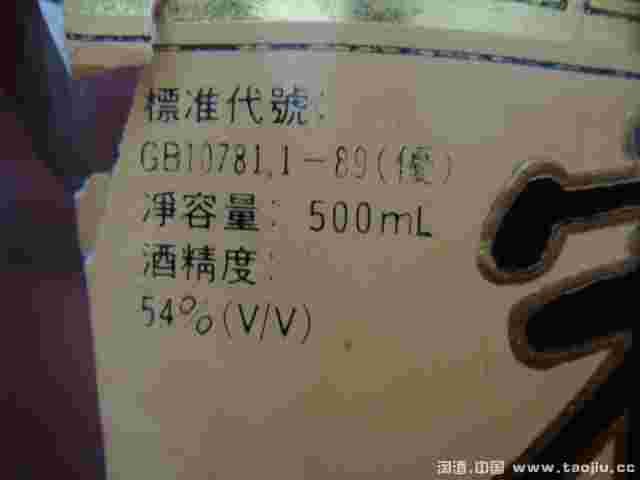 標准代號:
GB10781.1-89(優)
凈容量: 500mL
酒精度:
54%(V/V)
淘酒.中国 www.taojiu.cc